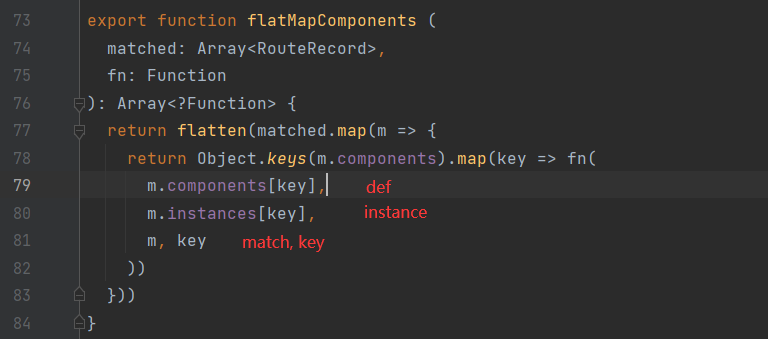 73 export function flatMapComponents (
74 matched: Array<RouteRecord>,
75 fn: Function
76 ): Array<?Function> {
77 return flatten(matched.map(m => {
78 return Object.keys(m.components).map(key => fn(
79 m.components[key], def
80 m.instances[key], instance
81 m, key match, key
82 ))
83 }))
84 }